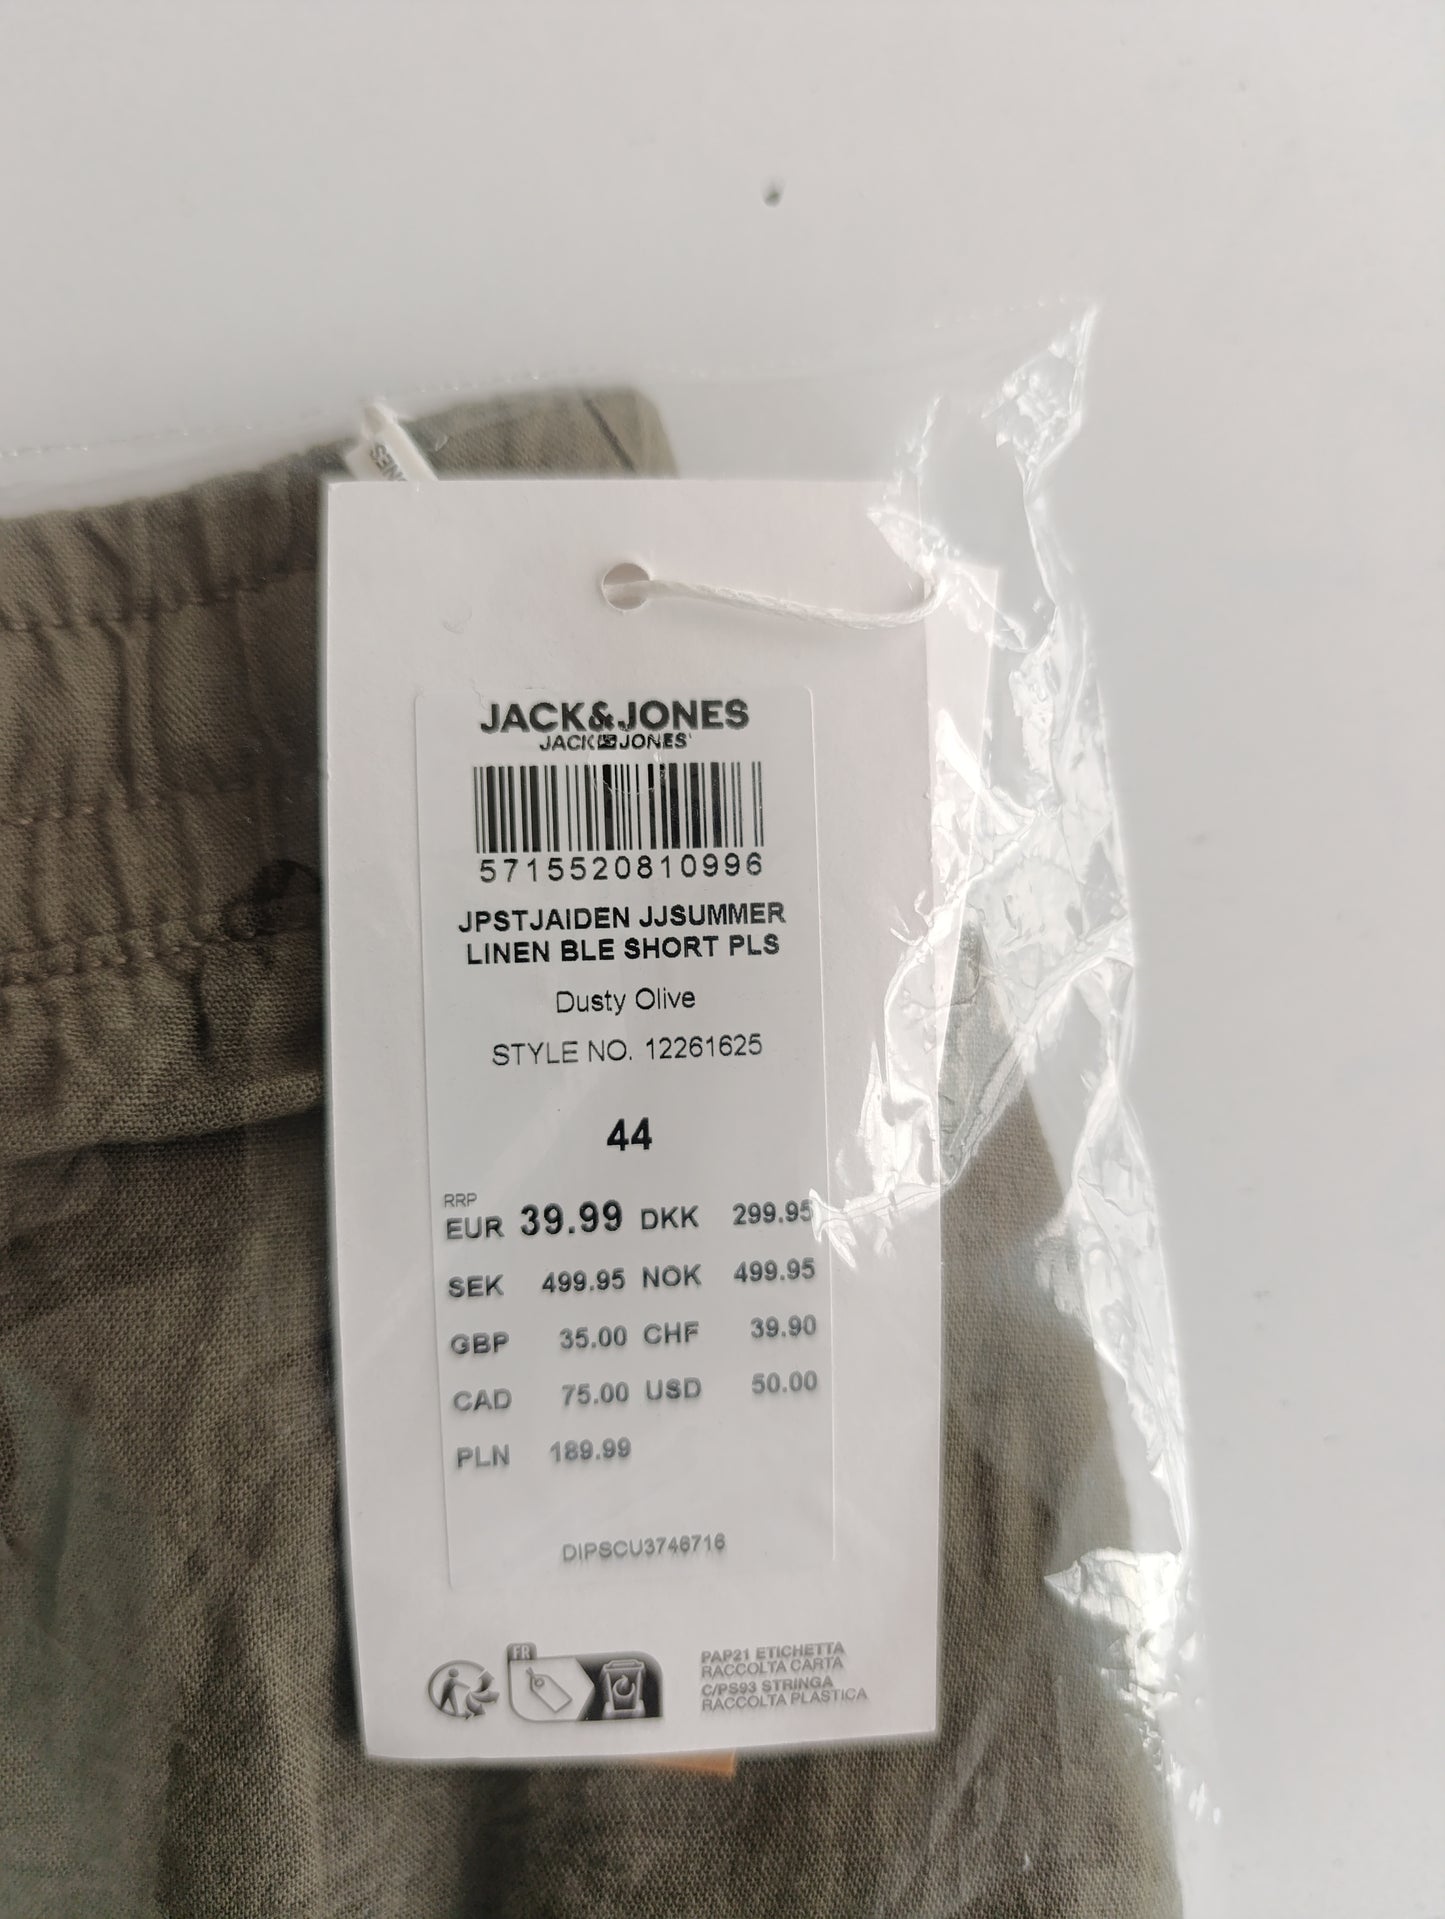 JACK&JONES
JACK&JONES
5715520810996
JPSTJAIDEN JJSUMMER
LINEN BLE SHORT PLS
Dusty Olive
STYLE NO. 12261625
44
RRP
EUR 39.99 DKK 299.95
SEK 499.95 NOK 499.95
GBP 35.00 CHF 39.90
CAD 75.00 USD 50.00
PLN 189.99
DIPSCU3746716
FR
PAP21 ETICHETTA
RACCOLTA CARTA
C/PS93 STRINGA
RACCOLTA PLASTICA